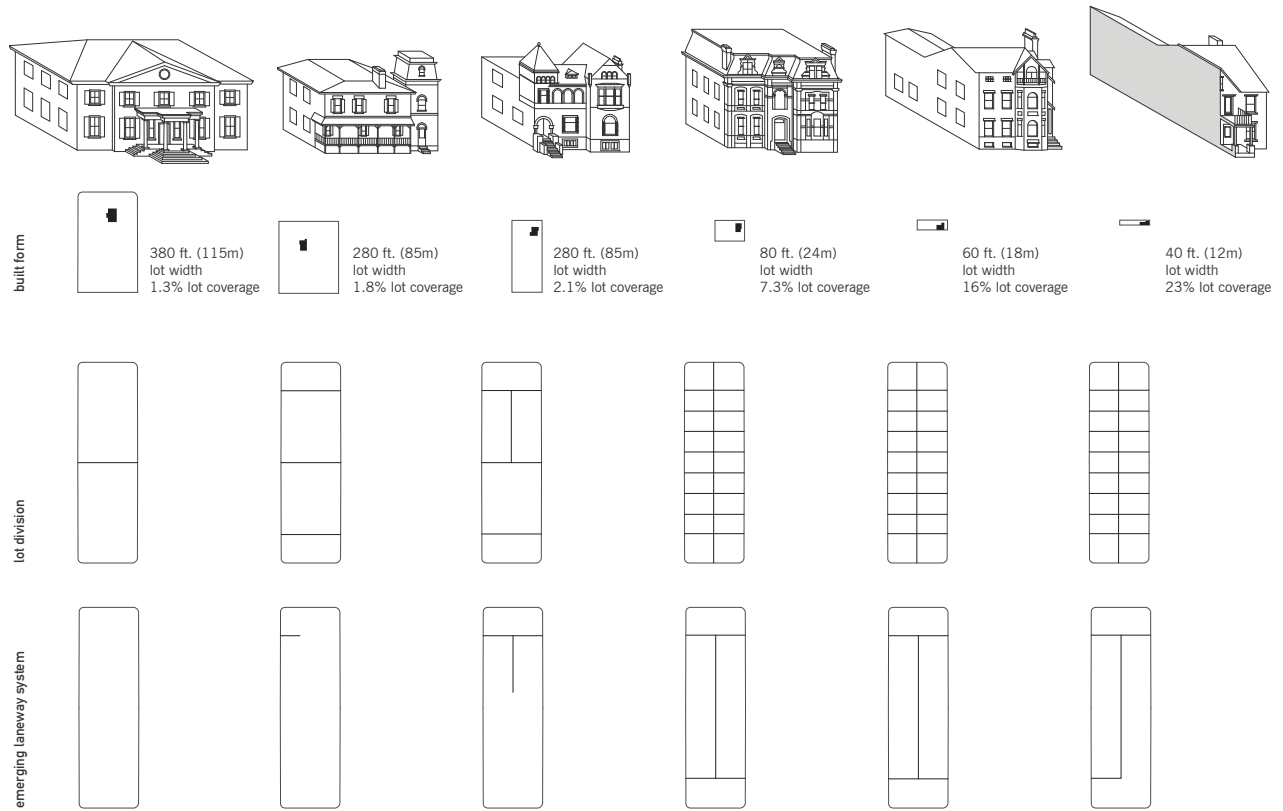 built form
380 ft. (115m)
lot width
1.3% lot coverage
280 ft. (85m)
lot width
1.8% lot coverage
280 ft. (85m)
lot width
2.1% lot coverage
80 ft. (24m)
lot width
7.3% lot coverage
60 ft. (18m)
lot width
16% lot coverage
40 ft. (12m)
lot width
23% lot coverage
lot division
emerging laneway system